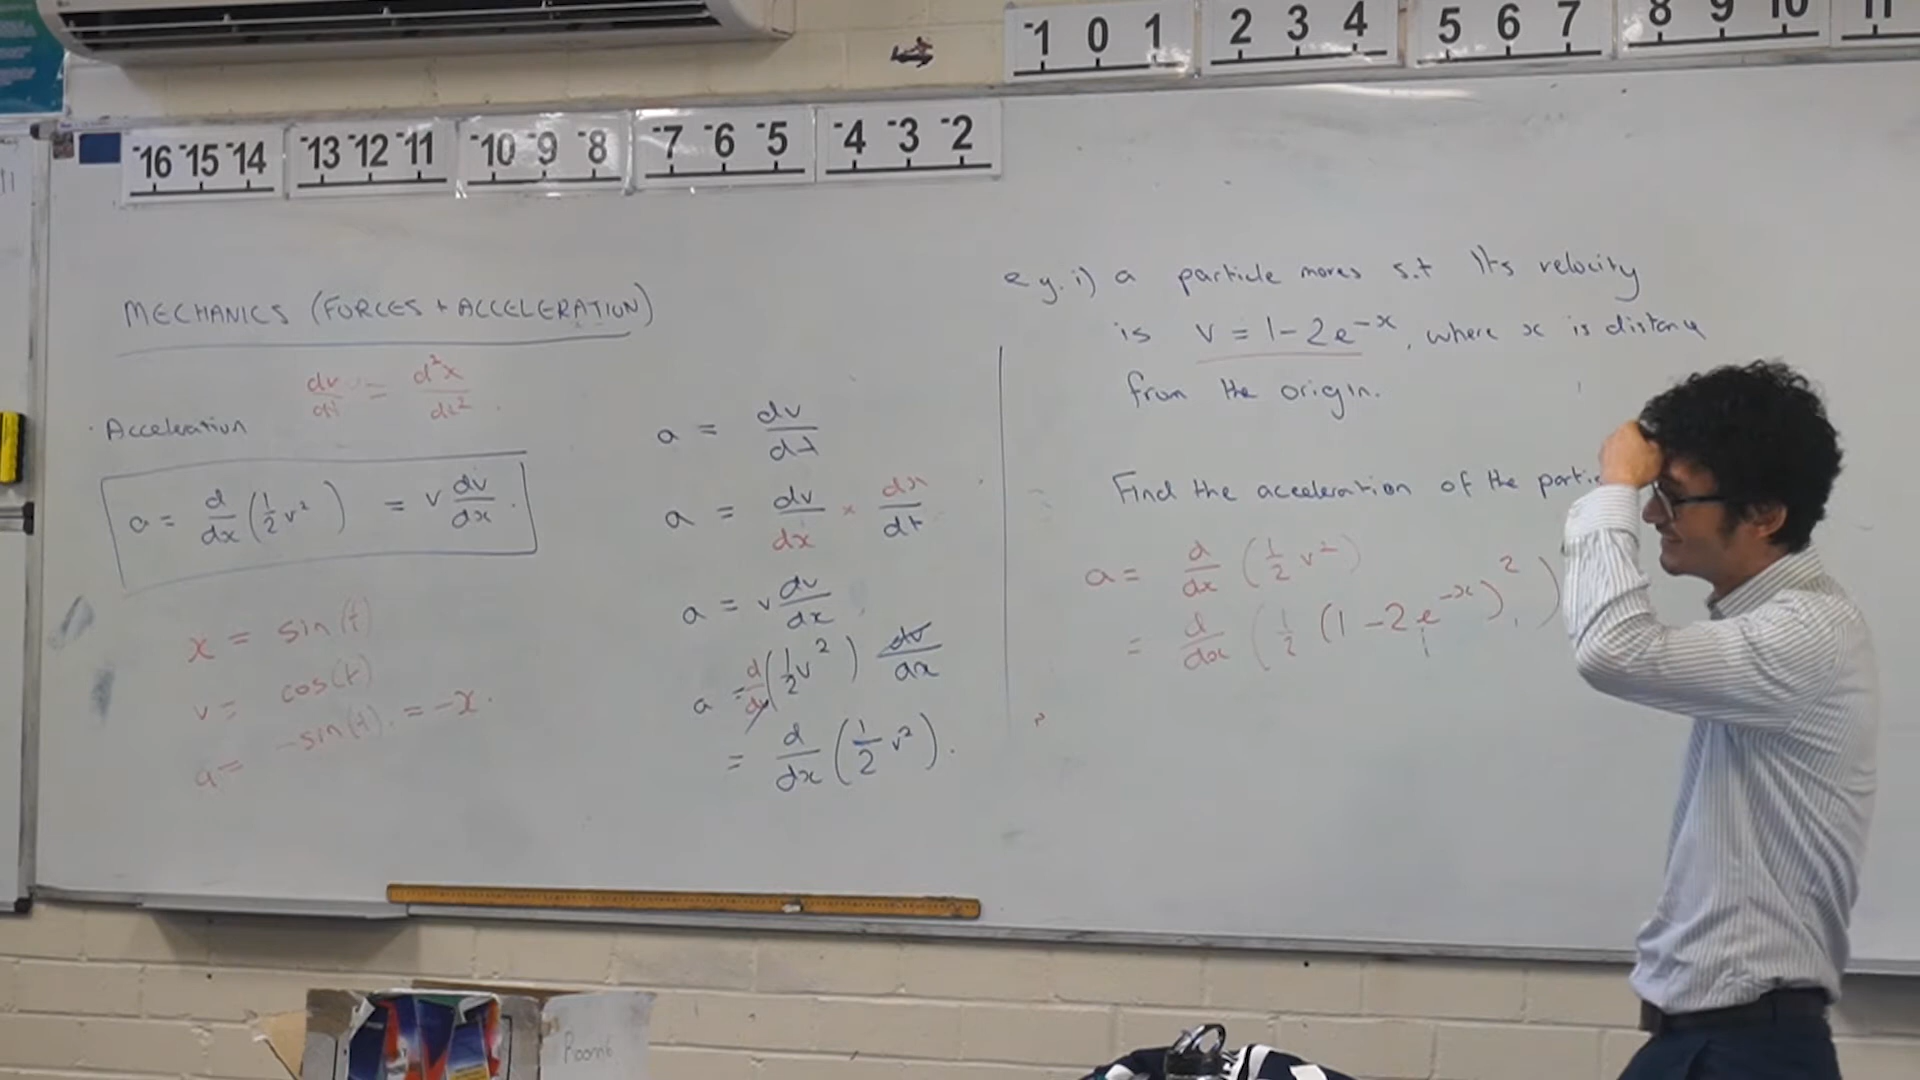 -1 0 1 2 3 4 5 6 7 8 9 10 11
-16 -15 -14 -13 -12 -11 -10 -9 -8 -7 -6 -5 -4 -3 -2
MECHANICS (FORCES + ACCELERATION)
dv/dt = d²x/dt²
· Acceleration
a = d/dx (1/2 v²) = v dv/dx .
x = sin(t)
v = cos(t)
a = -sin(t). = -x.
a = dv/dt
a = dv/dx × dx/dt
a = v dv/dx
a = d/dv (1/2 v²) dv/dx
= d/dx (1/2 v²).
e.g. i) a particle moves s.t its velocity
is v = 1-2e^-x, where x is distance
from the origin.
Find the acceleration of the
a = d/dx (1/2 v²)
= d/dx (1/2 (1-2e^-x)²)
Room